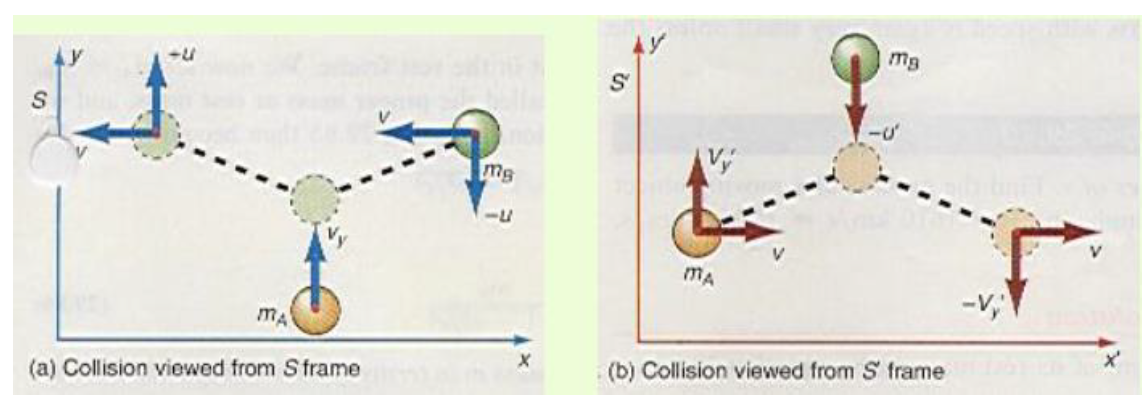 y
+u
S
v
v
v
m_B
-u
v_y
m_A
x
(a) Collision viewed from S frame
y'
S'
m_B
-u'
V_y'
m_A
v
v
-V_y'
x'
(b) Collision viewed from S' frame